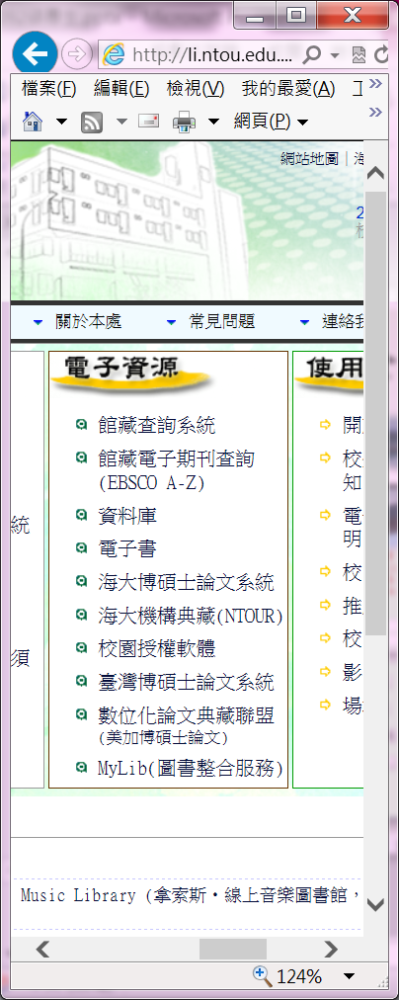 http://li.ntou.edu....
檔案(F) 編輯(E) 檢視(V) 我的最愛(A)
網頁(P)
網站地圖 | 海
2
關於本處 常見問題 連絡我
電子資源 使用
館藏查詢系統
館藏電子期刊查詢
(EBSCO A-Z)
資料庫
電子書
海大博碩士論文系統
海大機構典藏(NTOUR)
校園授權軟體
臺灣博碩士論文系統
數位化論文典藏聯盟
(美加博碩士論文)
MyLib(圖書整合服務)
統
須
開
校
知
電
明
校
推
校
影
場
Music Library (拿索斯‧線上音樂圖書館,
124%